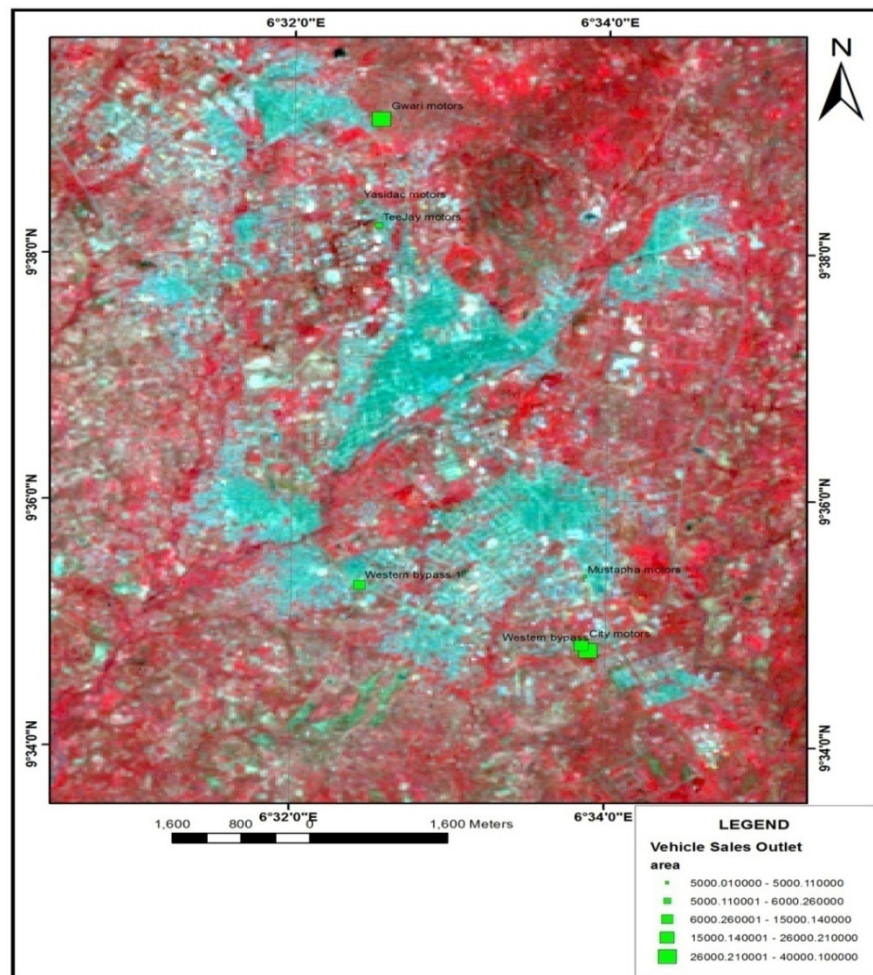 6°32'0"E 6°34'0"E
N
Gwari motors
Yasidac motors
TeeJay motors
9°38'0"N 9°38'0"N
9°36'0"N 9°36'0"N
Western bypass 1
Mustapha motors
Western bypass City motors
9°34'0"N 9°34'0"N
6°32'0"E 6°34'0"E
1,600 800 0 1,600 Meters
LEGEND
Vehicle Sales Outlet
area
5000.010000 - 5000.110000
5000.110001 - 6000.260000
6000.260001 - 15000.140000
15000.140001 - 26000.210000
26000.210001 - 40000.100000